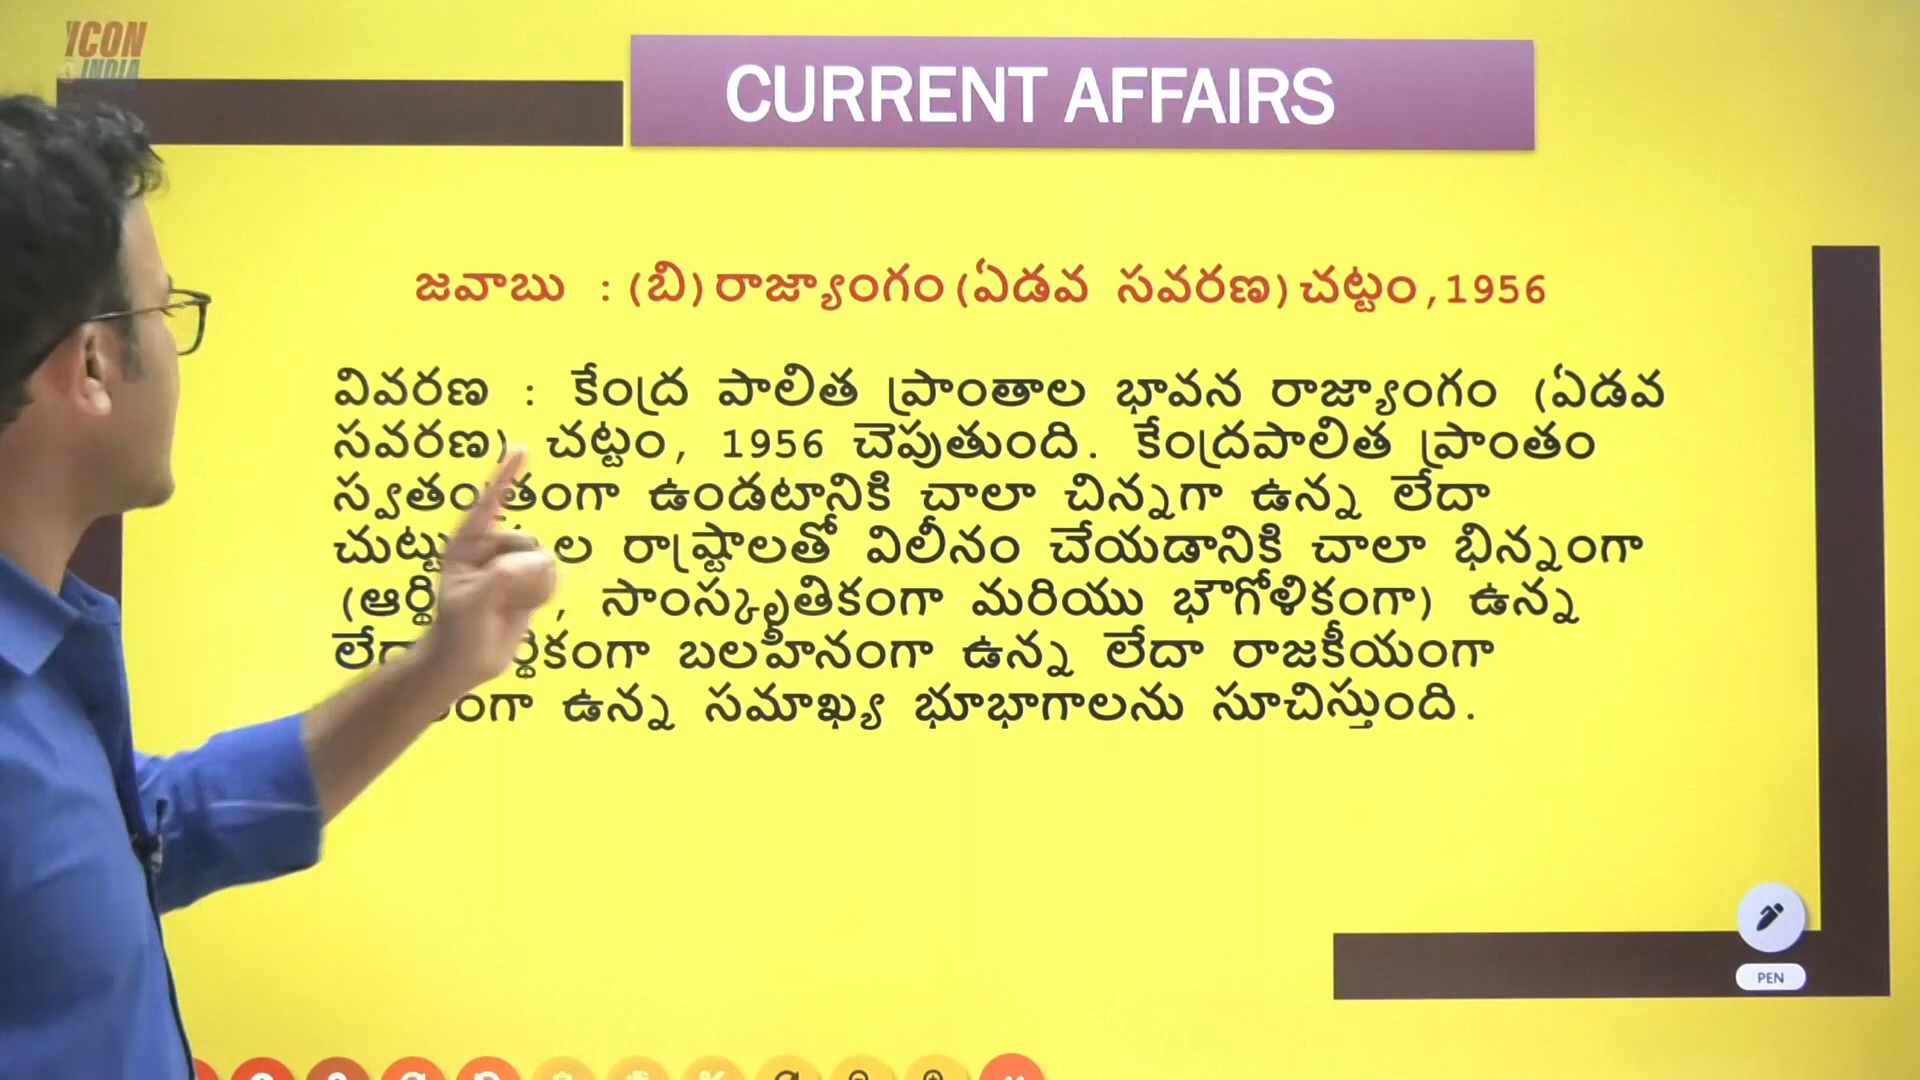 ICON
INDIA
CURRENT AFFAIRS
జవాబు :(బి)రాజ్యాంగం(ఏడవ సవరణ)చట్టం,1956
వివరణ : కేంద్ర పాలిత ప్రాంతాల భావన రాజ్యాంగం (ఏడవ
సవరణ) చట్టం, 1956 చెపుతుంది. కేంద్రపాలిత ప్రాంతం
స్వతంత్రంగా ఉండటానికి చాలా చిన్నగా ఉన్న లేదా
రాష్ట్రాలతో విలీనం చేయడానికి చాలా భిన్నంగా
, సాంస్కృతికంగా మరియు భౌగోళికంగా) ఉన్న
లేదా బలహీనంగా ఉన్న లేదా రాజకీయంగా
ఉన్న సమాఖ్య భూభాగాలను సూచిస్తుంది.
PEN